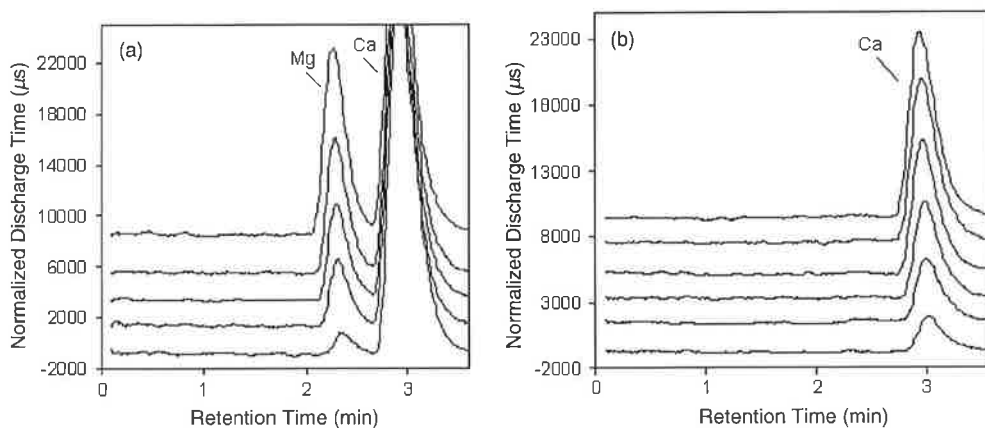 (a)
Mg
Ca
22000
18000
14000
10000
6000
2000
-2000
0
1
2
3
Normalized Discharge Time (µs)
Retention Time (min)
(b)
Ca
23000
18000
13000
8000
3000
-2000
0
1
2
3
Normalized Discharge Time (µs)
Retention Time (min)